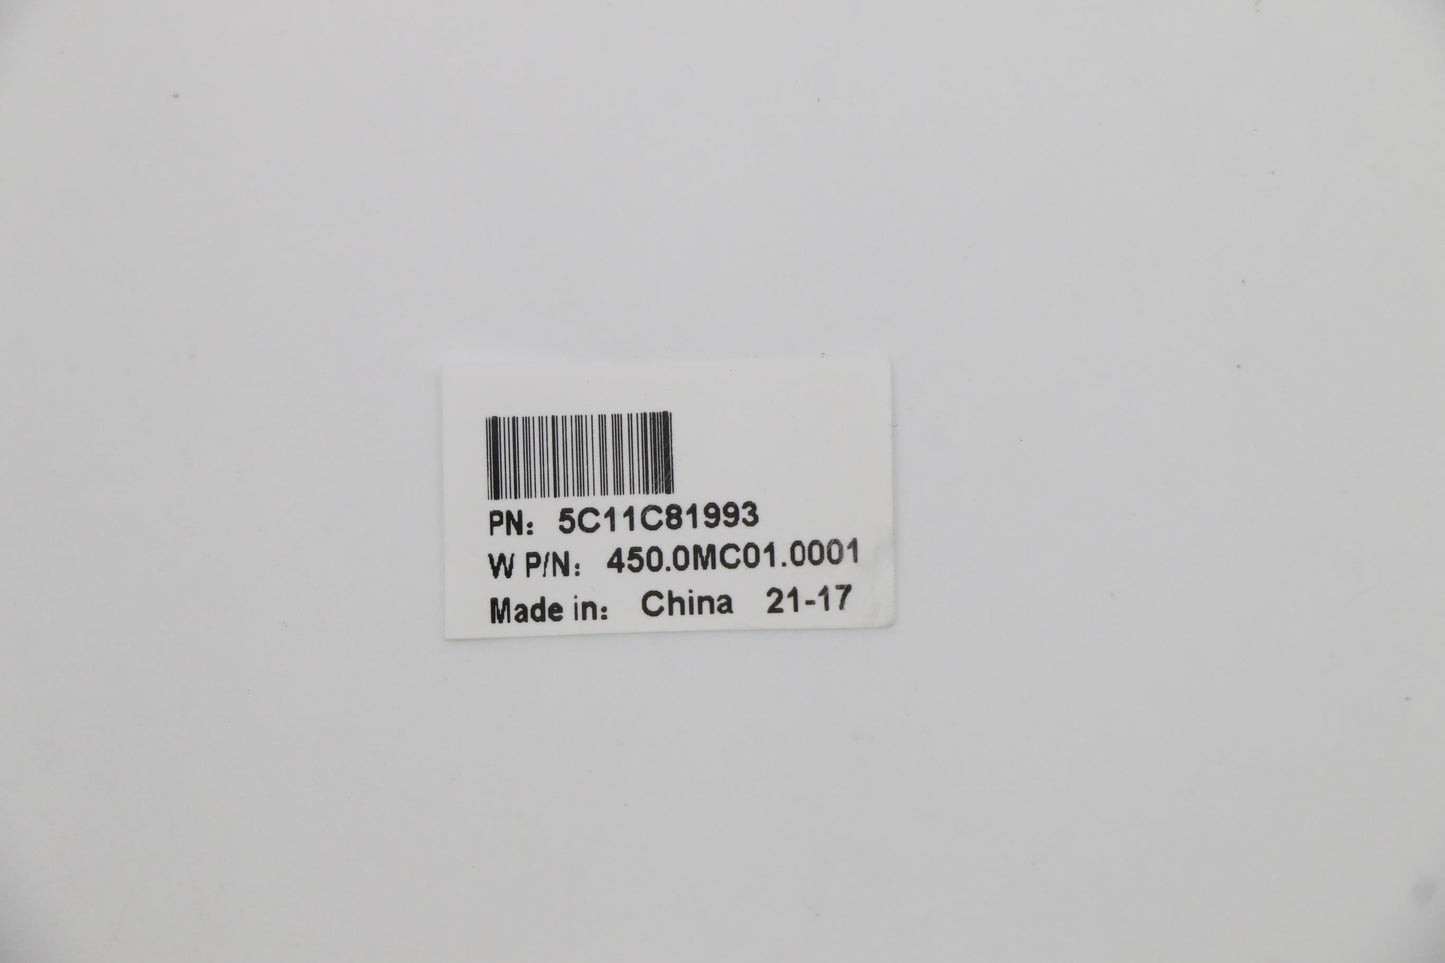 PN: 5C11C81993
W P/N: 450.0MC01.0001
Made in: China 21-17